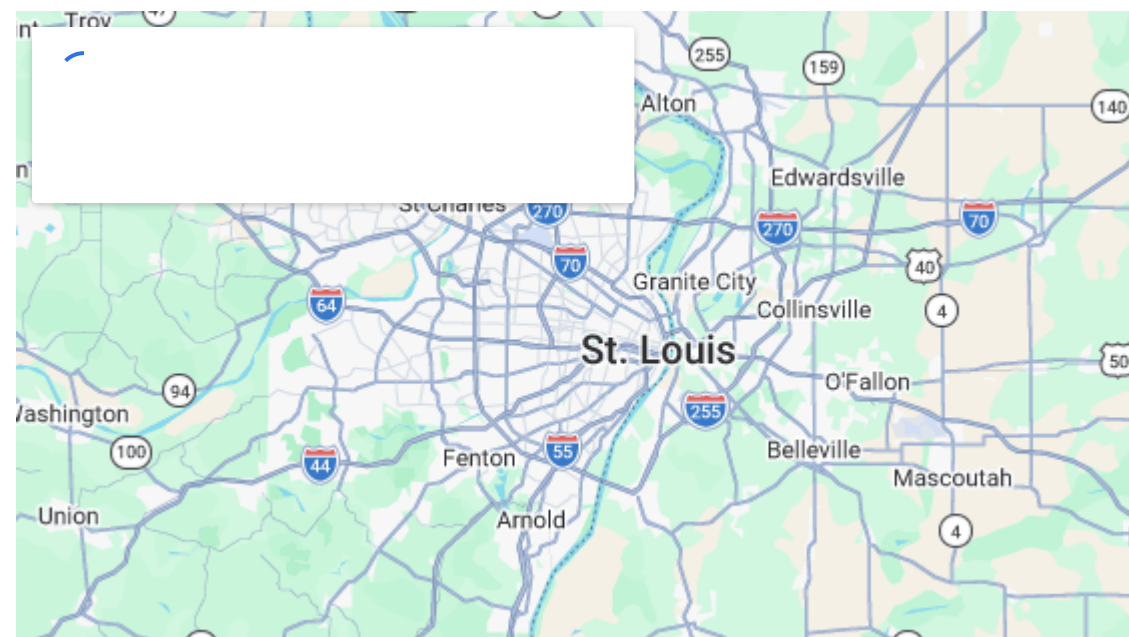 Troy
47
255
159
Alton
140
Edwardsville
St Charles
270
270
70
70
40
Granite City
64
Collinsville
4
St. Louis
50
94
O'Fallon
Washington
255
100
55
Belleville
44
Fenton
Mascoutah
Union
Arnold
4